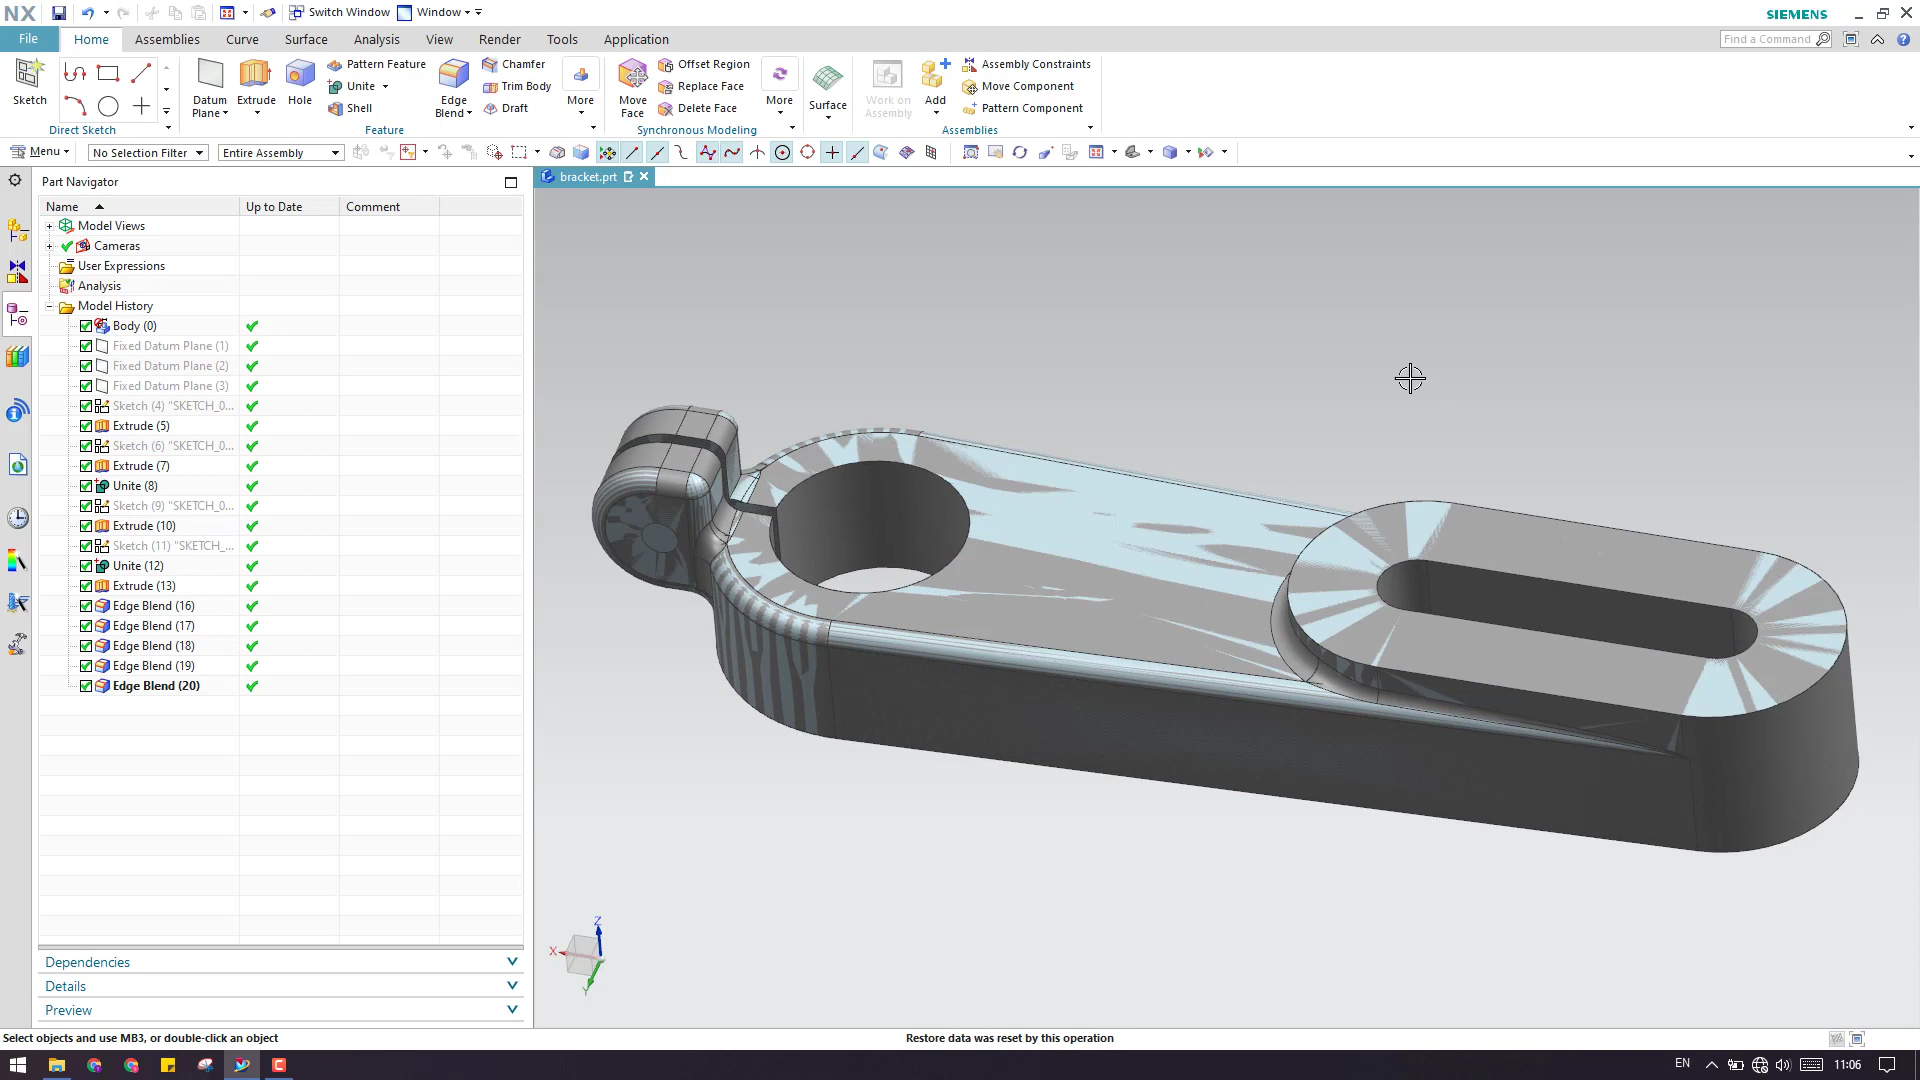 NX Switch Window Window SIEMENS
File Home Assemblies Curve Surface Analysis View Render Tools Application Find a Command
Sketch Datum Plane Extrude Hole Pattern Feature Unite Shell Edge Blend Chamfer Trim Body Draft More Move Face Offset Region Replace Face Delete Face More Surface Work on Assembly Add Assembly Constraints Move Component Pattern Component
Direct Sketch Feature Synchronous Modeling Assemblies
Menu No Selection Filter Entire Assembly
Part Navigator bracket.prt
Name Up to Date Comment
Model Views
Cameras
User Expressions
Analysis
Model History
Body (0)
Fixed Datum Plane (1)
Fixed Datum Plane (2)
Fixed Datum Plane (3)
Sketch (4) "SKETCH_0...
Extrude (5)
Sketch (6) "SKETCH_0...
Extrude (7)
Unite (8)
Sketch (9) "SKETCH_0...
Extrude (10)
Sketch (11) "SKETCH_...
Unite (12)
Extrude (13)
Edge Blend (16)
Edge Blend (17)
Edge Blend (18)
Edge Blend (19)
Edge Blend (20)
Z
X
Y
Dependencies
Details
Preview
Select objects and use MB3, or double-click an object Restore data was reset by this operation
EN 11:06